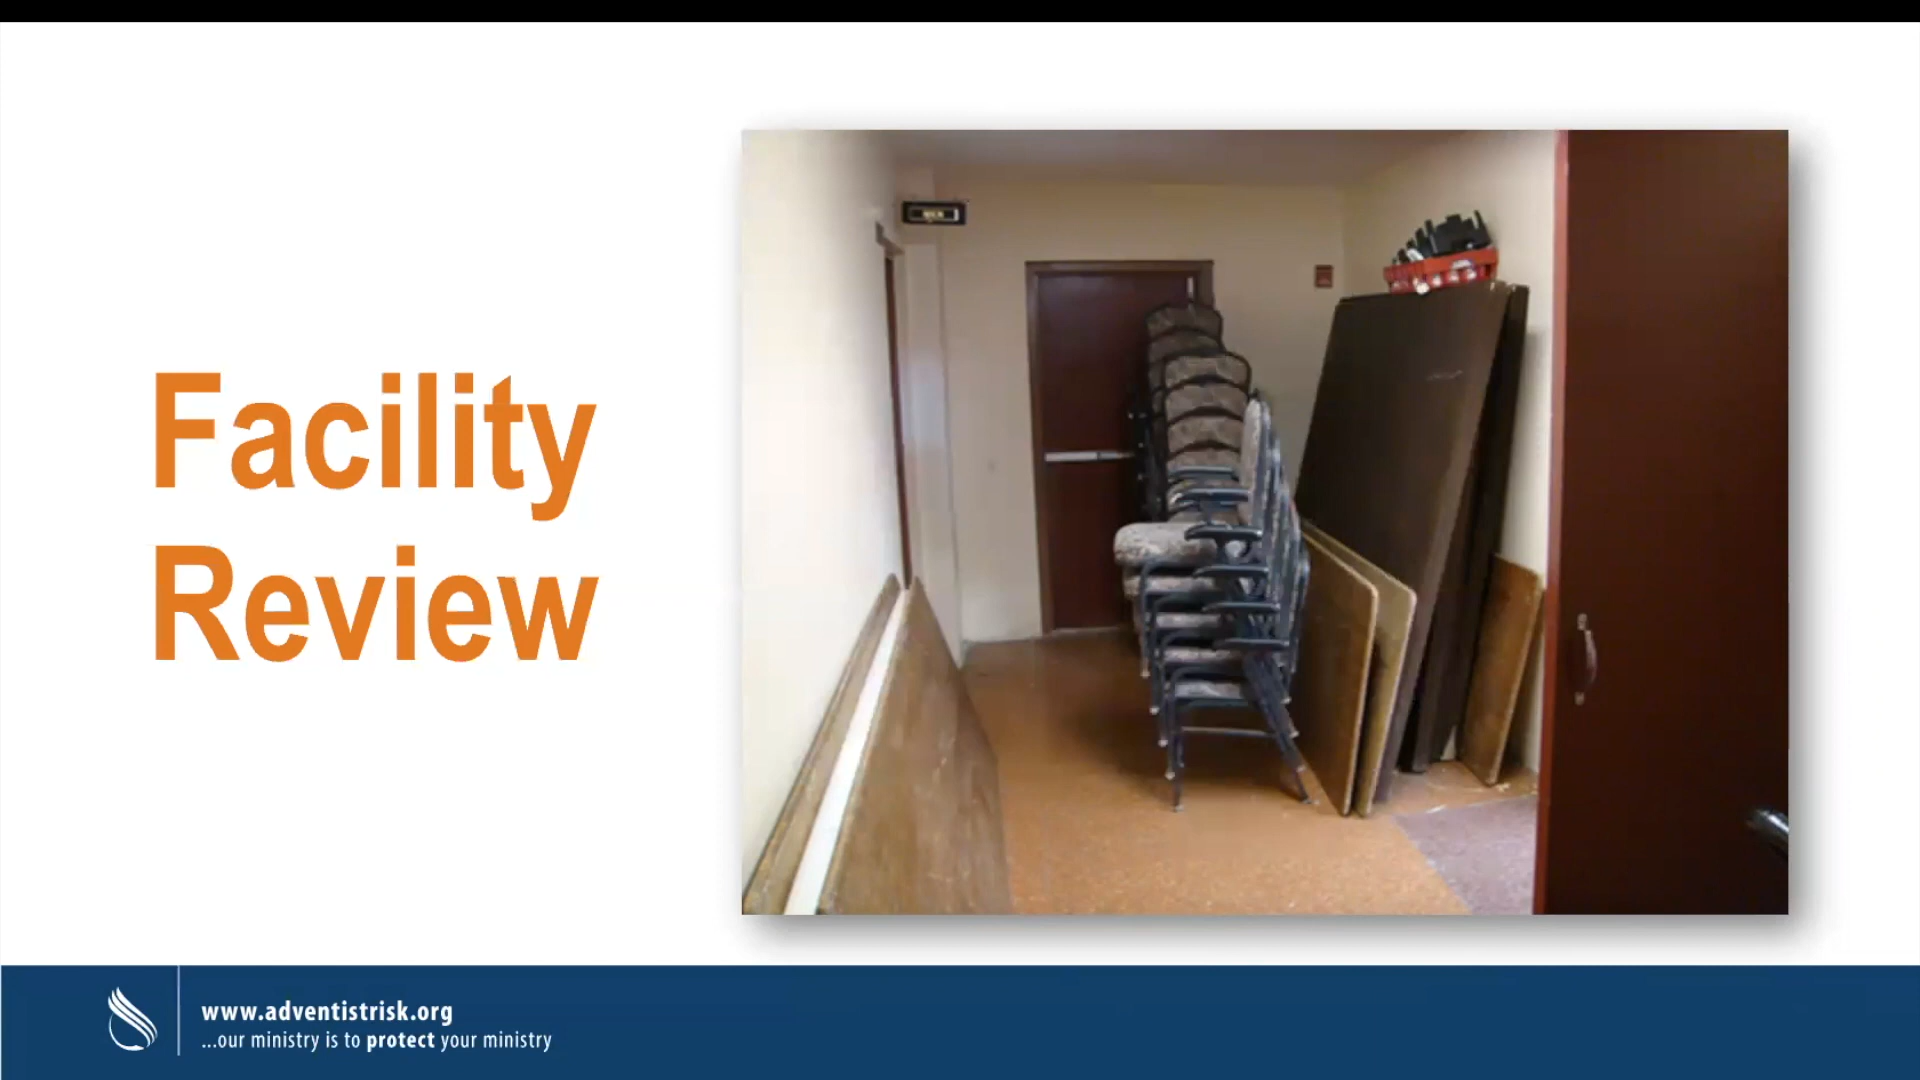 Facility
Review
www.adventistrisk.org
...our ministry is to protect your ministry